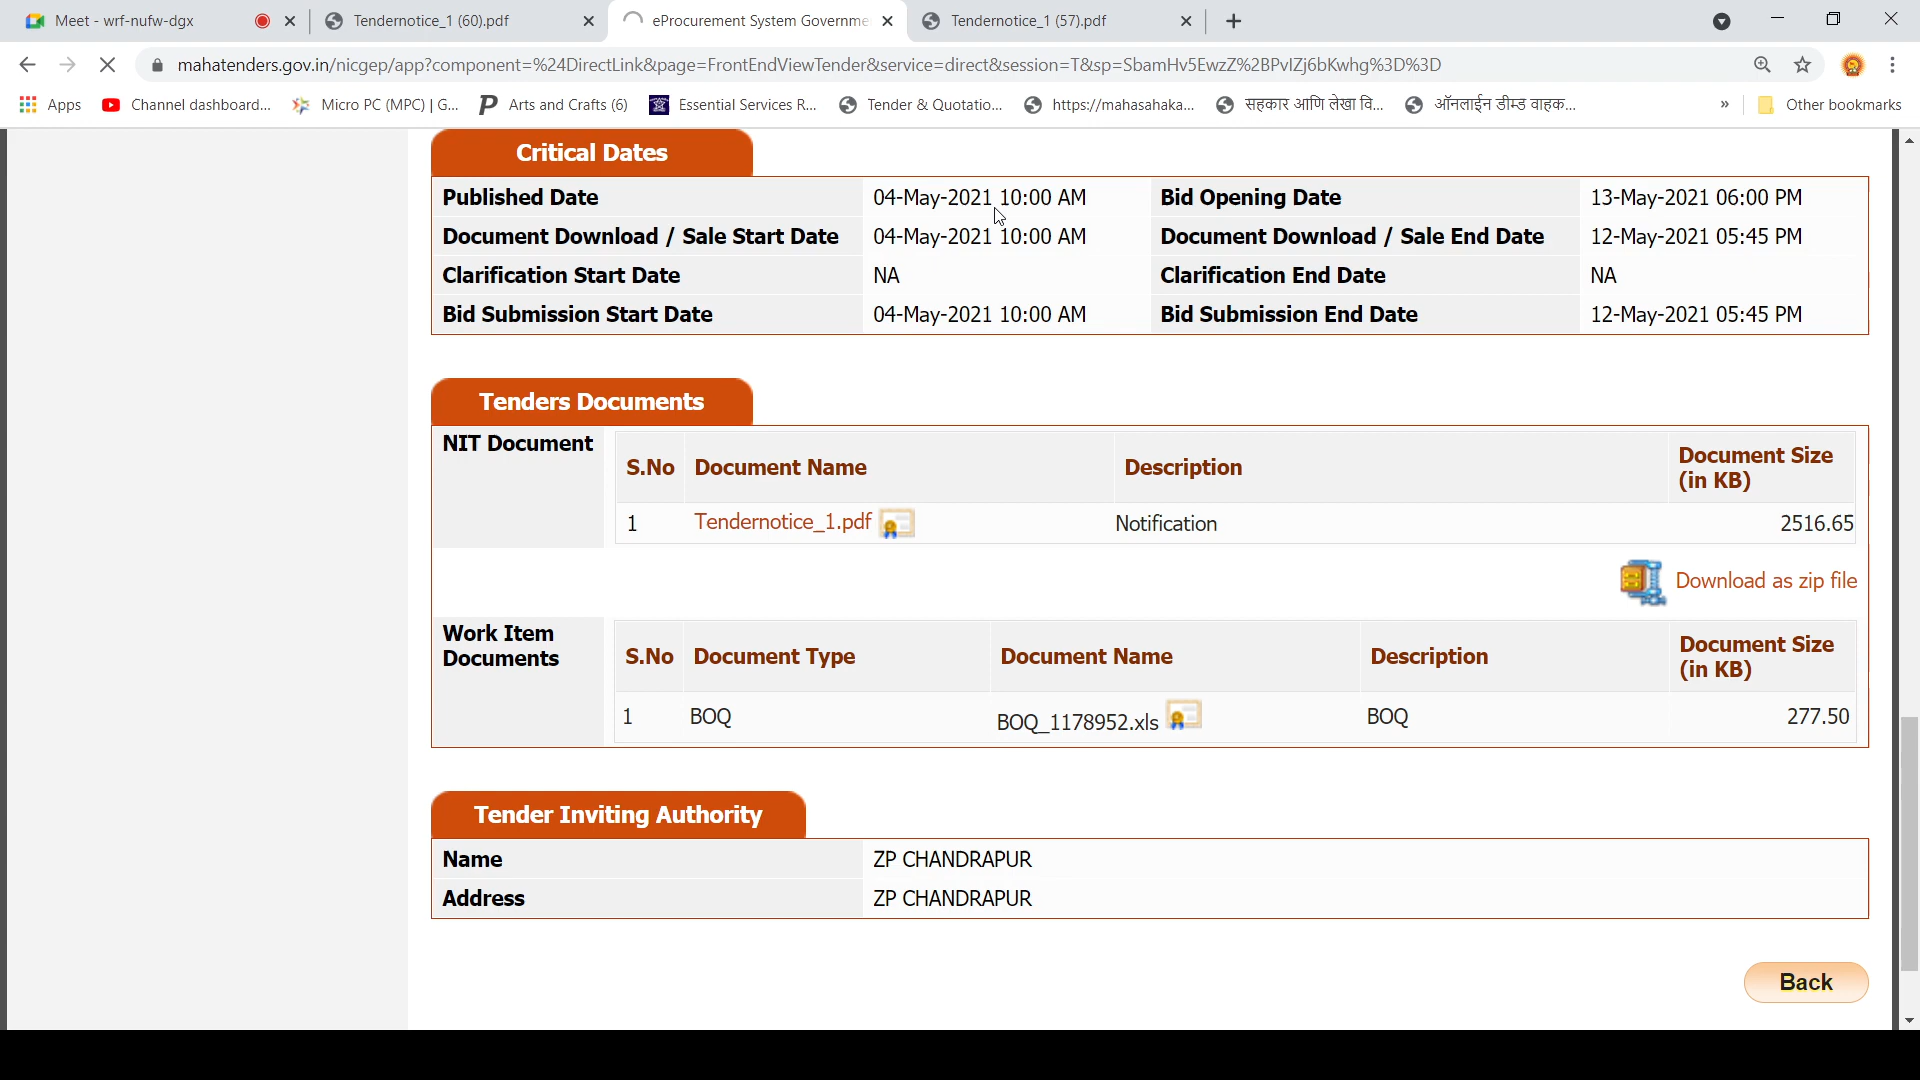 Meet - wrf-nufw-dgx
Tendernotice_1 (60).pdf
eProcurement System Governme
Tendernotice_1 (57).pdf
mahatenders.gov.in/nicgep/app?component=%24DirectLink&page=FrontEndViewTender&service=direct&session=T&sp=SbamHv5EwzZ%2BPvIZj6bKwhg%3D%3D
Apps Channel dashboard... Micro PC (MPC) | G... Arts and Crafts (6) Essential Services R... Tender & Quotatio... https://mahasahaka... सहकार आणि लेखा वि... ऑनलाईन डीम्ड वाहक... » Other bookmarks
Critical Dates
Published Date 04-May-2021 10:00 AM Bid Opening Date 13-May-2021 06:00 PM
Document Download / Sale Start Date 04-May-2021 10:00 AM Document Download / Sale End Date 12-May-2021 05:45 PM
Clarification Start Date NA Clarification End Date NA
Bid Submission Start Date 04-May-2021 10:00 AM Bid Submission End Date 12-May-2021 05:45 PM
Tenders Documents
NIT Document
S.No Document Name Description Document Size
(in KB)
1 Tendernotice_1.pdf Notification 2516.65
Download as zip file
Work Item
Documents
S.No Document Type Document Name Description Document Size
(in KB)
1 BOQ BOQ_1178952.xls BOQ 277.50
Tender Inviting Authority
Name ZP CHANDRAPUR
Address ZP CHANDRAPUR
Back